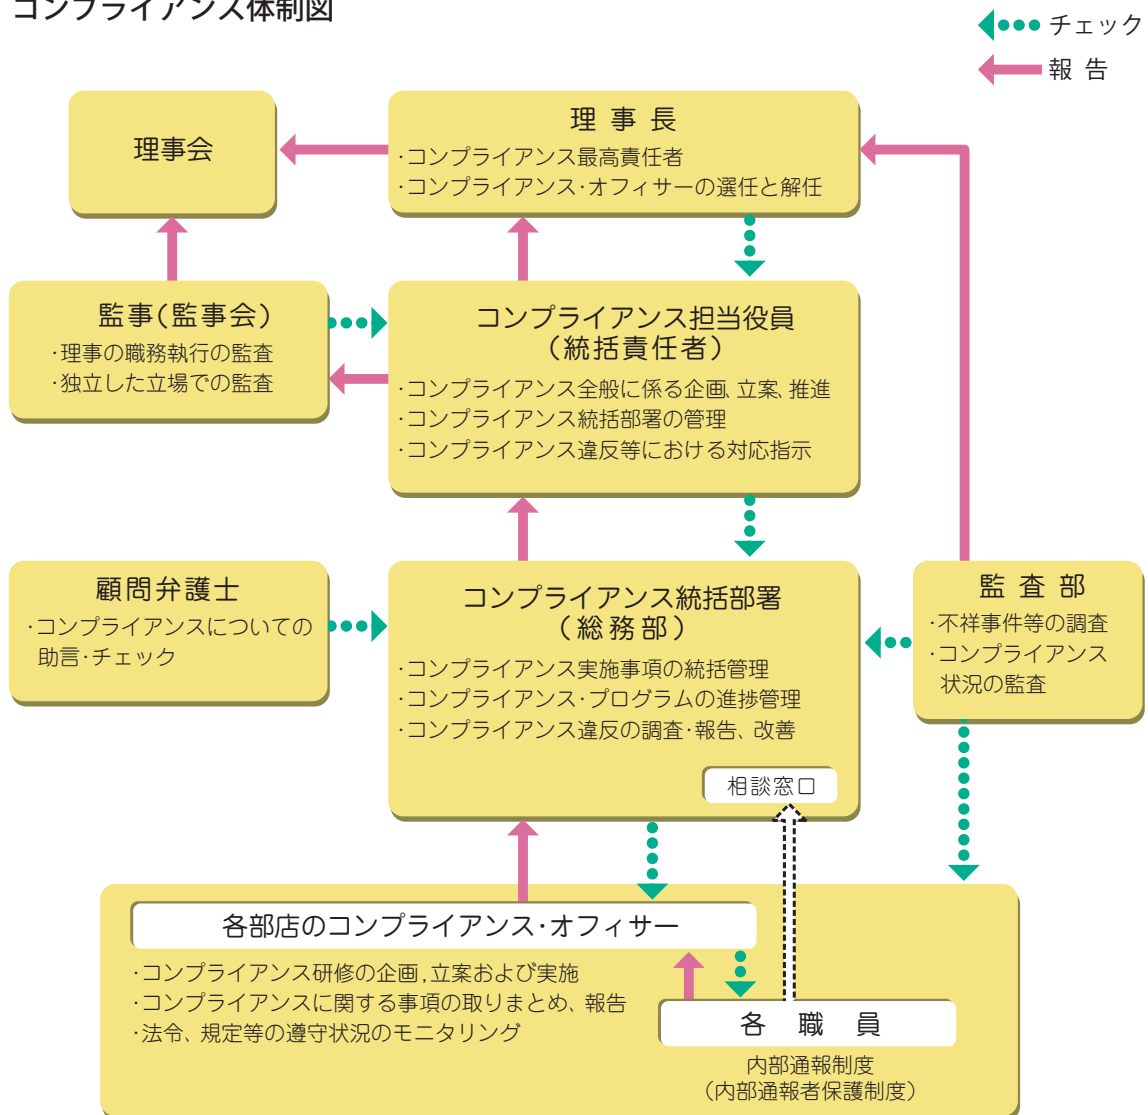 コンプライアンス体制図
チェック
報 告
理事会
理 事 長
・コンプライアンス最高責任者
・コンプライアンス・オフィサーの選任と解任
監事(監事会)
・理事の職務執行の監査
・独立した立場での監査
コンプライアンス担当役員
(統括責任者)
・コンプライアンス全般に係る企画、立案、推進
・コンプライアンス統括部署の管理
・コンプライアンス違反等における対応指示
顧問弁護士
・コンプライアンスについての
助言・チェック
コンプライアンス統括部署
(総務部)
・コンプライアンス実施事項の統括管理
・コンプライアンス・プログラムの進捗管理
・コンプライアンス違反の調査・報告、改善
相談窓口
監 査 部
・不祥事件等の調査
・コンプライアンス
状況の監査
各部店のコンプライアンス・オフィサー
・コンプライアンス研修の企画,立案および実施
・コンプライアンスに関する事項の取りまとめ、報告
・法令、規定等の遵守状況のモニタリング
各 職 員
内部通報制度
(内部通報者保護制度)